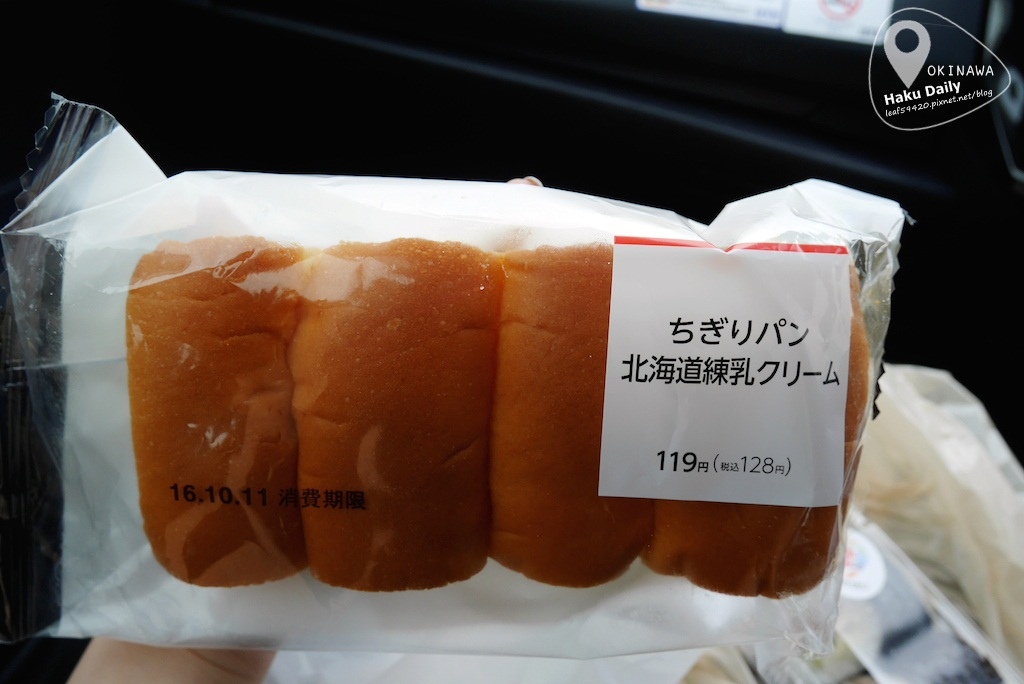 OKINAWA
Haku Daily
leaf59420.pixnet.net/blog
ちぎりパン
北海道練乳クリーム
119円(税込128円)
16.10.11 消費期限